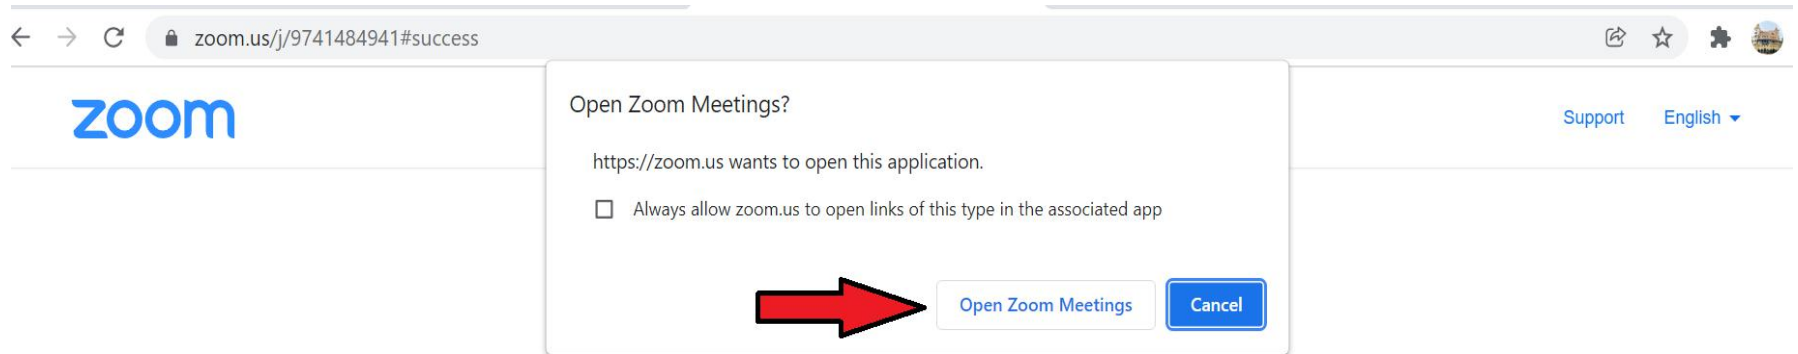 zoom.us/j/9741484941#success
zoom
Open Zoom Meetings?
Support English
https://zoom.us wants to open this application.
Always allow zoom.us to open links of this type in the associated app
Open Zoom Meetings Cancel